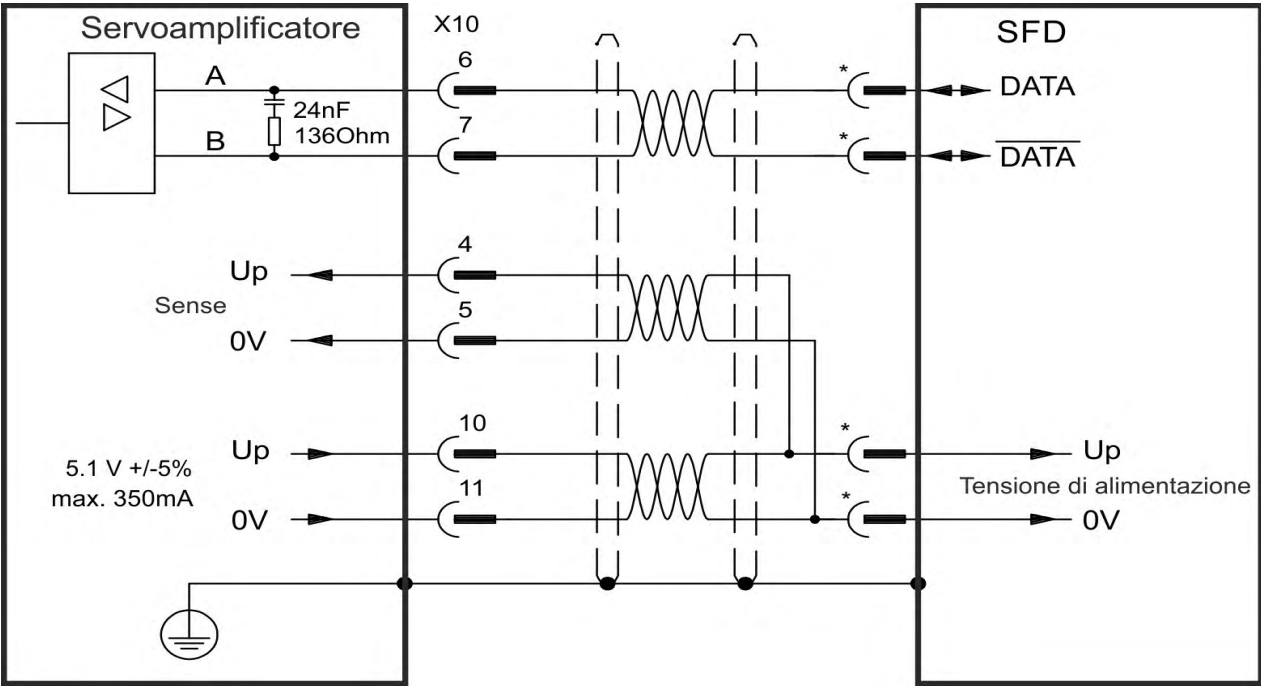 Servoamplificatore
X10
SFD
A
6
*
DATA
24nF
136Ohm
B
7
*
DATA
Up
4
Sense
0V
5
Up
10
*
Up
5.1 V +/-5%
max. 350mA
Tensione di alimentazione
0V
11
*
0V